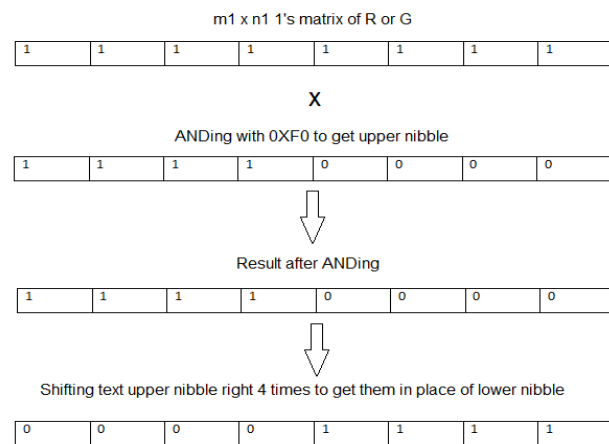 m1 x n1 1's matrix of R or G
1 1 1 1 1 1 1 1
X
ANDing with 0XF0 to get upper nibble
1 1 1 1 0 0 0 0
Result after ANDing
1 1 1 1 0 0 0 0
Shifting text upper nibble right 4 times to get them in place of lower nibble
0 0 0 0 1 1 1 1